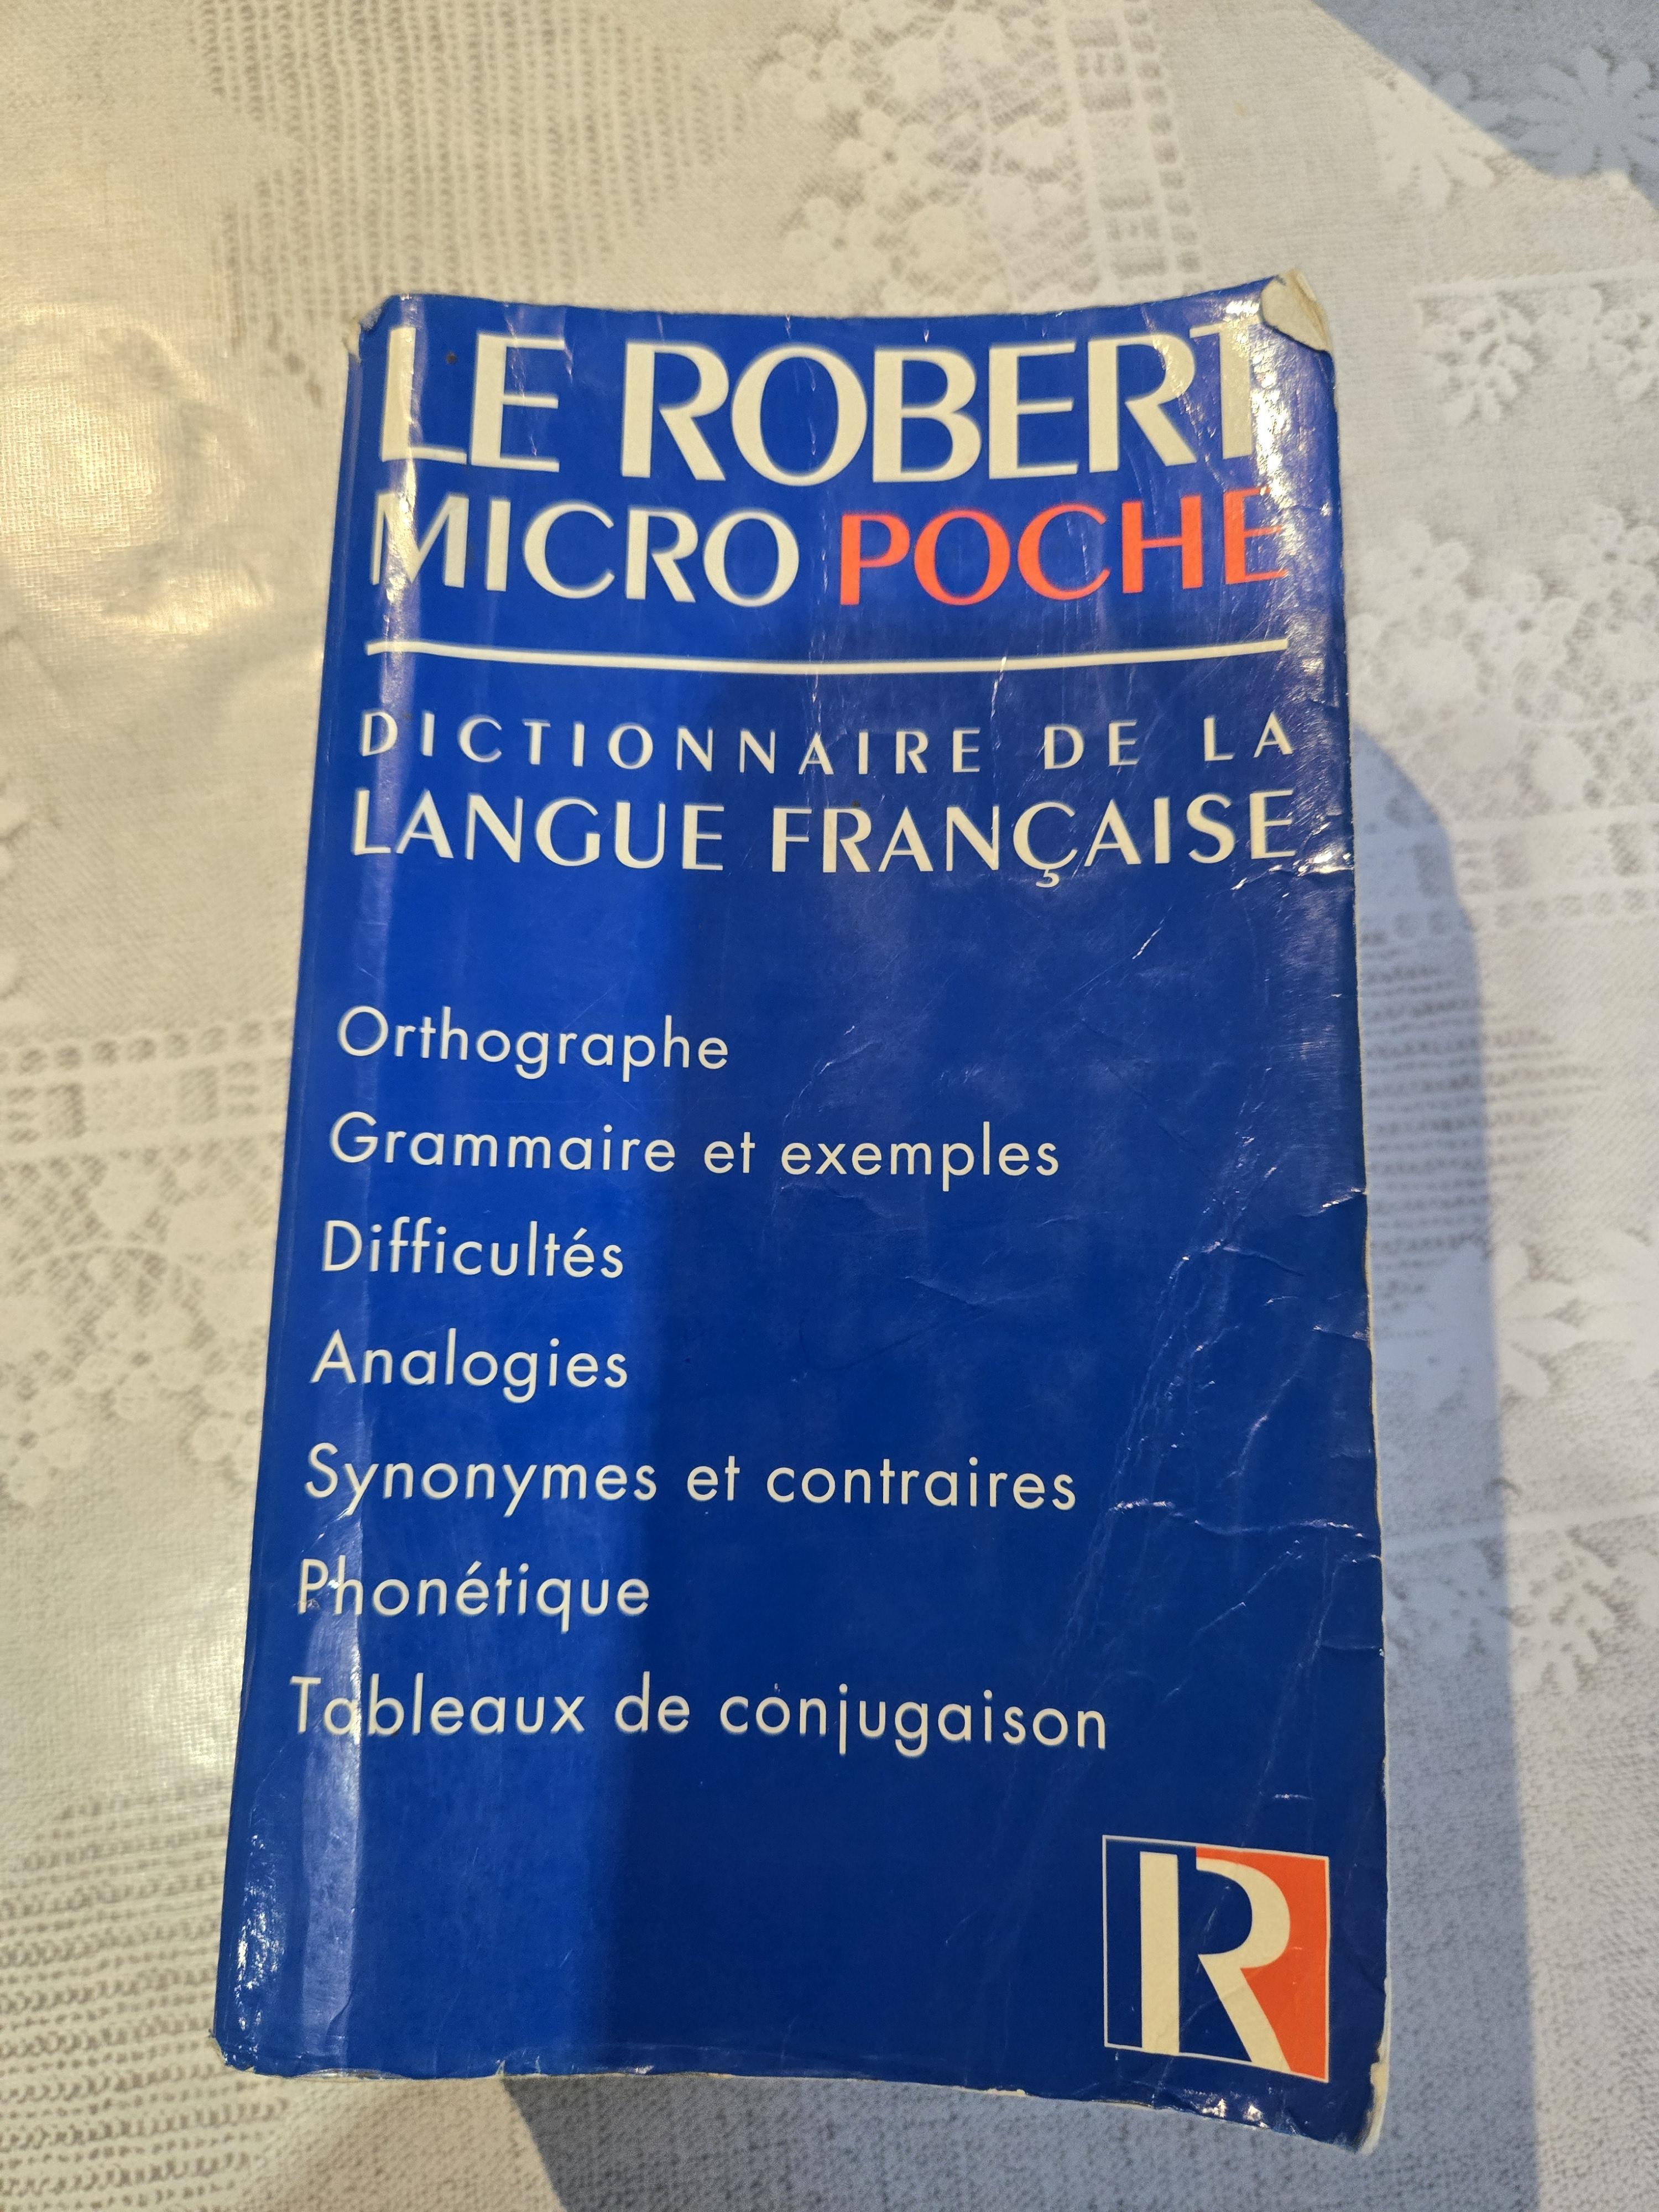 LE ROBERT
MICRO POCHE
DICTIONNAIRE DE LA
LANGUE FRANÇAISE
Orthographe
Grammaire et exemples
Difficultés
Analogies
Synonymes et contraires
Phonétique
Tableaux de conjugaison
R